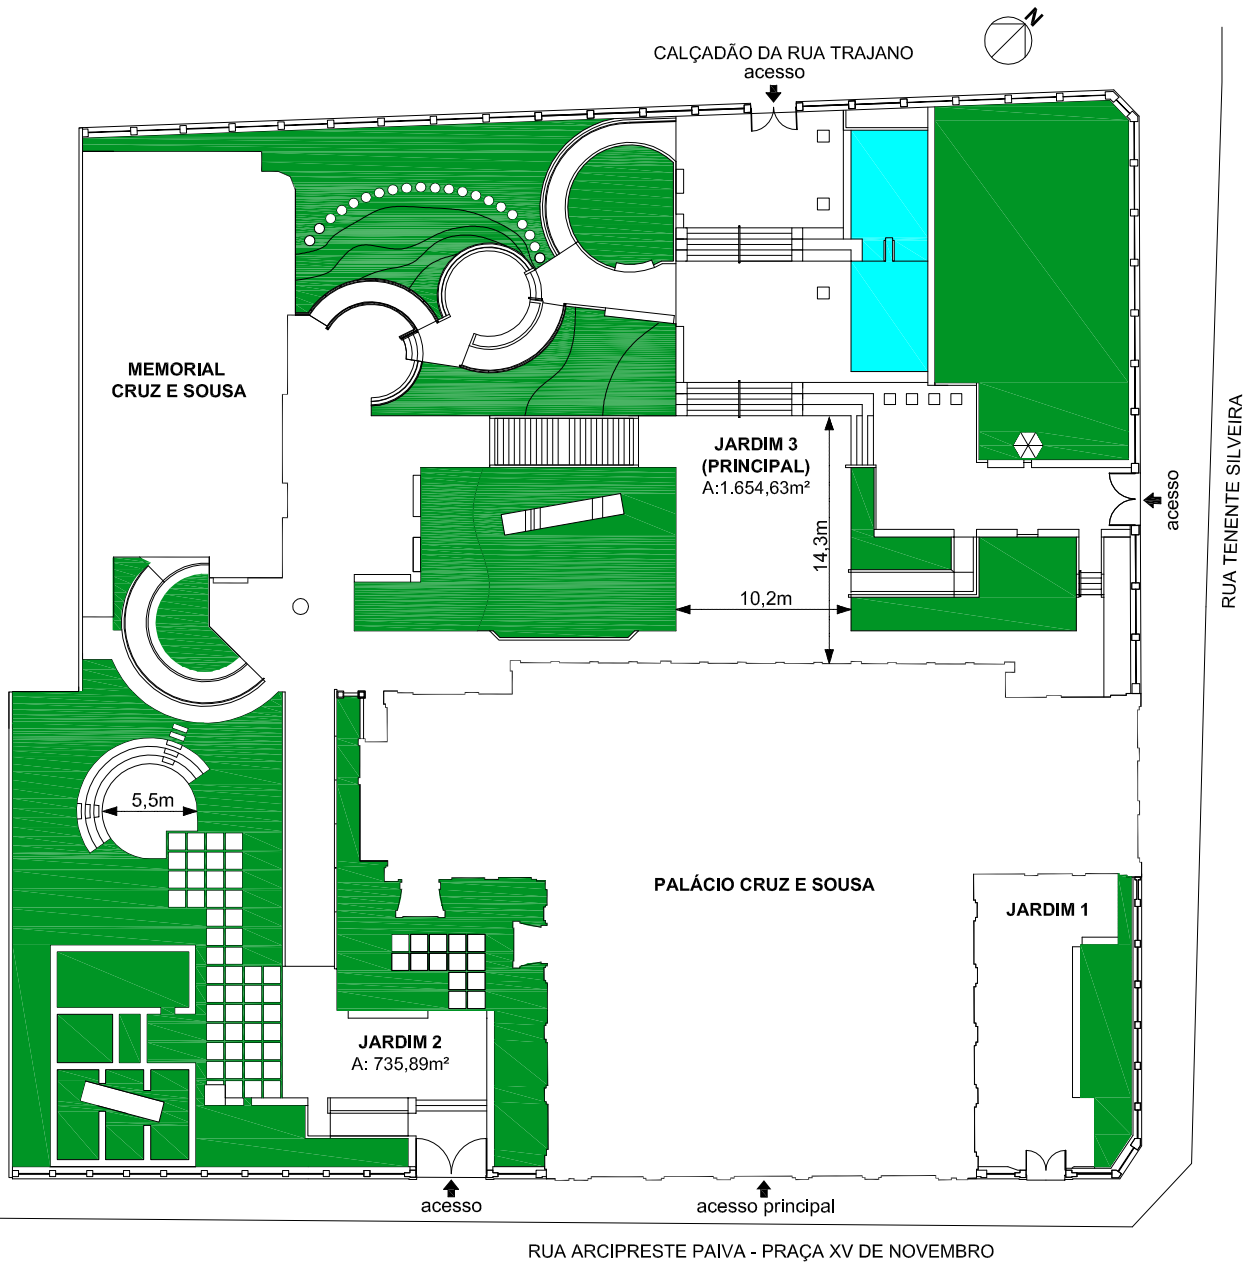 N
CALÇADÃO DA RUA TRAJANO
acesso
MEMORIAL
CRUZ E SOUSA
JARDIM 3
(PRINCIPAL)
A:1.654,63m²
14,3m
10,2m
acesso
RUA TENENTE SILVEIRA
5,5m
PALÁCIO CRUZ E SOUSA
JARDIM 1
JARDIM 2
A: 735,89m²
acesso
acesso principal
RUA ARCIPRESTE PAIVA - PRAÇA XV DE NOVEMBRO